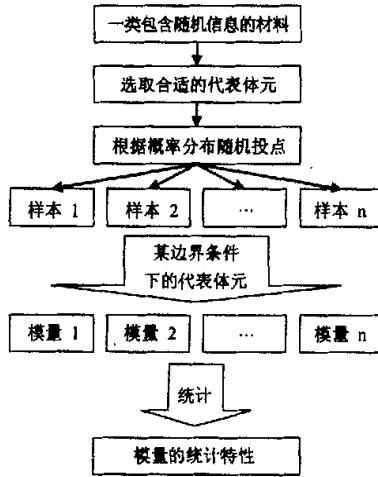 一类包含随机信息的材料
选取合适的代表体元
根据概率分布随机投点
样本 1 样本 2 … 样本 n
某边界条件
下的代表体元
模量 1 模量 2 … 模量 n
统计
模量的统计特性